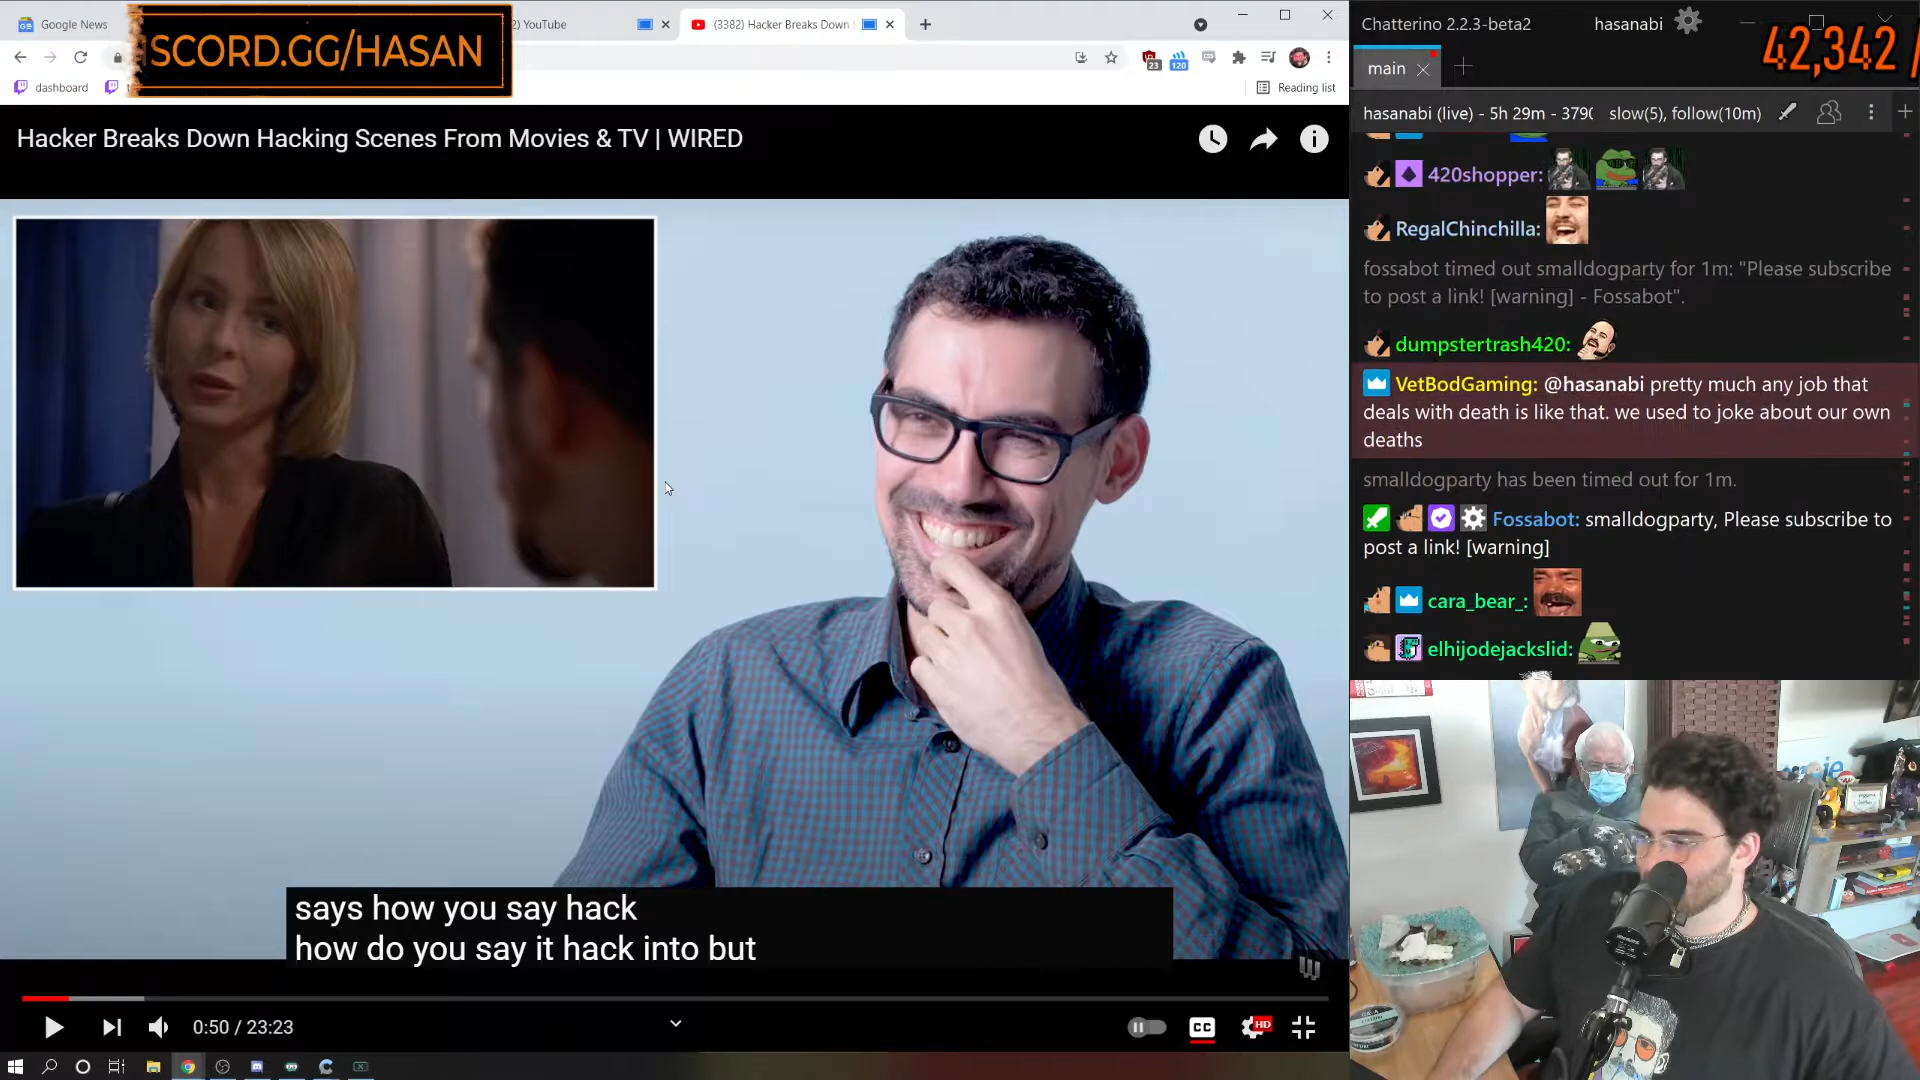 Google News
SCORD.GG/HASAN
2) YouTube
(3382) Hacker Breaks Down
23
120
dashboard
Reading list
Hacker Breaks Down Hacking Scenes From Movies & TV | WIRED
says how you say hack
how do you say it hack into but
0:50 / 23:23
CC
HD
Chatterino 2.2.3-beta2
hasanabi
42,342 /
main
hasanabi (live) - 5h 29m - 379
slow(5), follow(10m)
420shopper:
RegalChinchilla:
fossabot timed out smalldogparty for 1m: "Please subscribe
to post a link! [warning] - Fossabot".
dumpstertrash420:
VetBodGaming: @hasanabi pretty much any job that
deals with death is like that. we used to joke about our own
deaths
smalldogparty has been timed out for 1m.
Fossabot: smalldogparty, Please subscribe to
post a link! [warning]
cara_bear_:
elhijodejackslid: